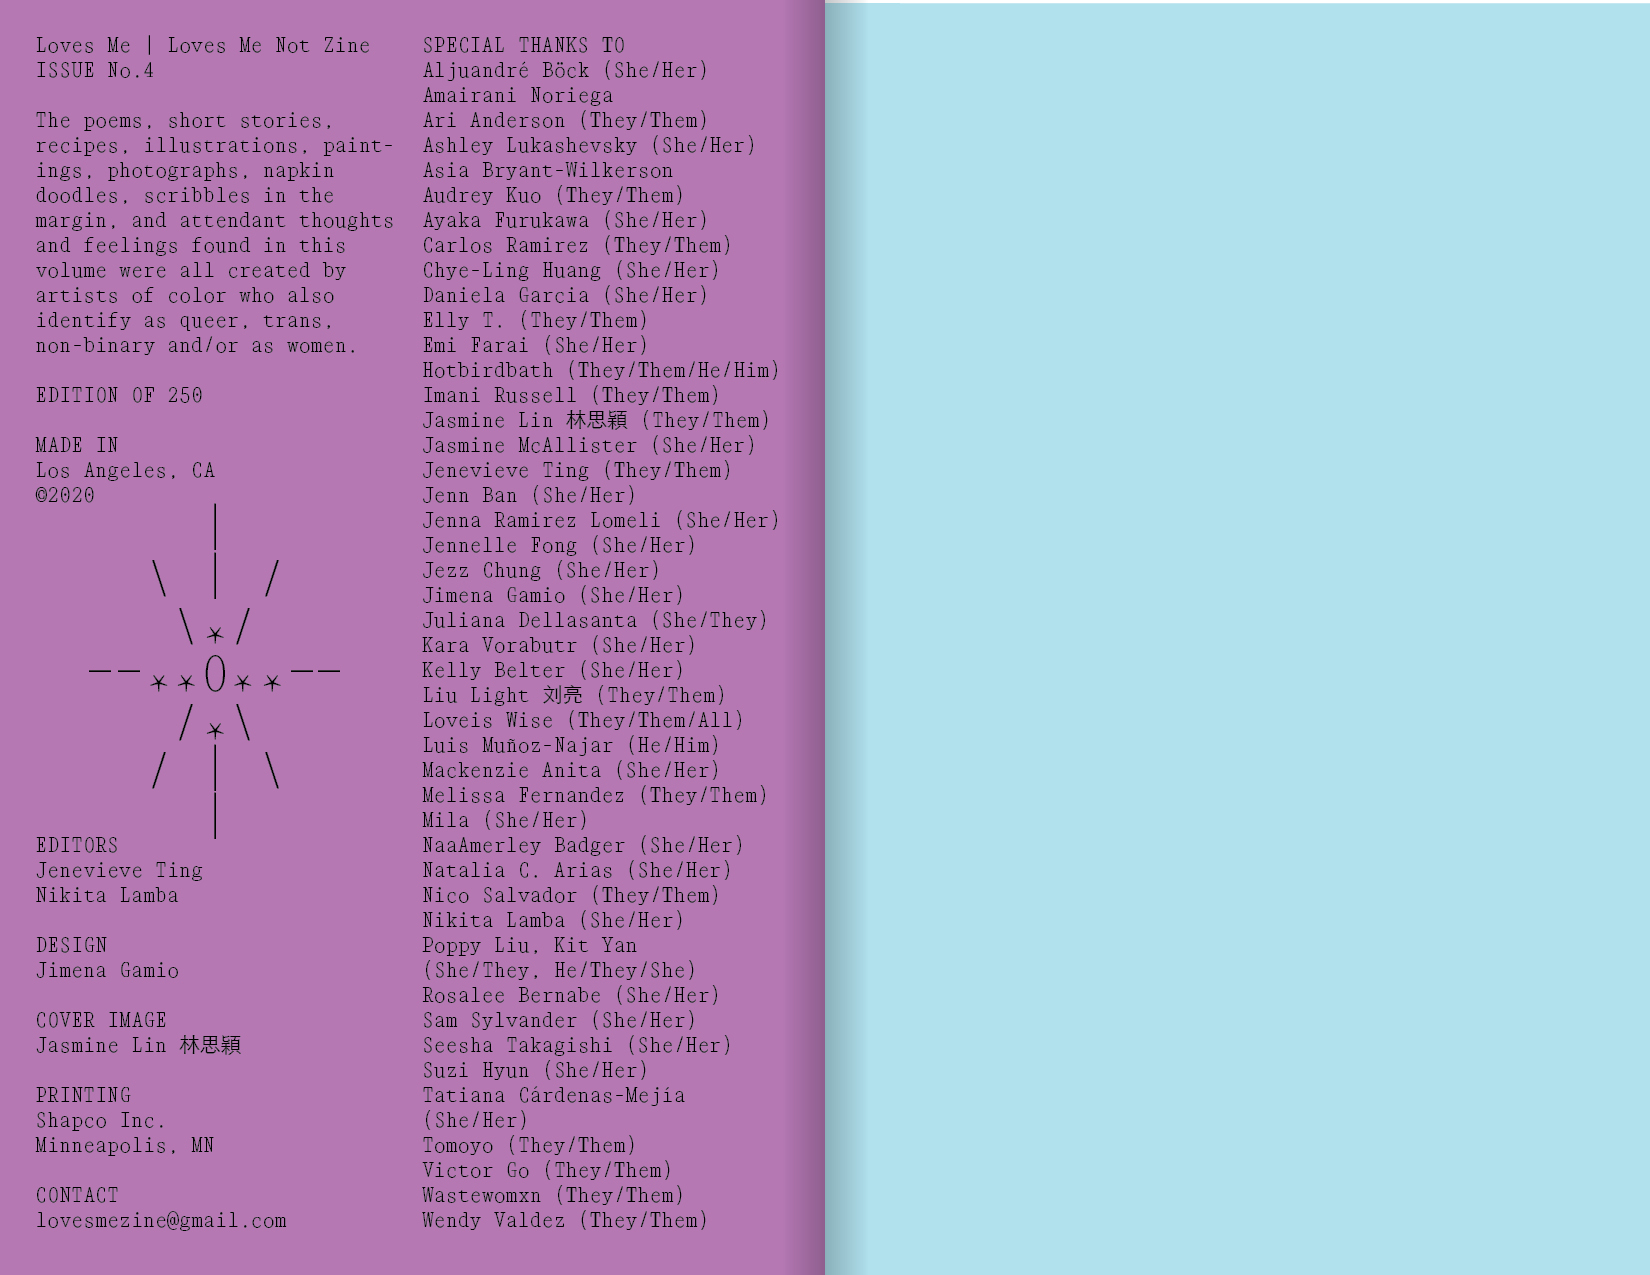 Loves Me | Loves Me Not Zine
ISSUE No.4
The poems, short stories,
recipes, illustrations, paint-
ings, photographs, napkin
doodles, scribbles in the
margin, and attendant thoughts
and feelings found in this
volume were all created by
artists of color who also
identify as queer, trans,
non-binary and/or as women.
EDITION OF 250
MADE IN
Los Angeles, CA
©2020
EDITORS
Jenevieve Ting
Nikita Lamba
DESIGN
Jimena Gamio
COVER IMAGE
Jasmine Lin 林思穎
PRINTING
Shapco Inc.
Minneapolis, MN
CONTACT
lovesmezine@gmail.com
SPECIAL THANKS TO
Aljuandré Böck (She/Her)
Amairani Noriega
Ari Anderson (They/Them)
Ashley Lukashevsky (She/Her)
Asia Bryant-Wilkerson
Audrey Kuo (They/Them)
Ayaka Furukawa (She/Her)
Carlos Ramirez (They/Them)
Chye-Ling Huang (She/Her)
Daniela Garcia (She/Her)
Elly T. (They/Them)
Emi Farai (She/Her)
Hotbirdbath (They/Them/He/Him)
Imani Russell (They/Them)
Jasmine Lin 林思穎 (They/Them)
Jasmine McAllister (She/Her)
Jenevieve Ting (They/Them)
Jenn Ban (She/Her)
Jenna Ramirez Lomeli (She/Her)
Jennelle Fong (She/Her)
Jezz Chung (She/Her)
Jimena Gamio (She/Her)
Juliana Dellasanta (She/They)
Kara Vorabutr (She/Her)
Kelly Belter (She/Her)
Liu Light 刘亮 (They/Them)
Loveis Wise (They/Them/All)
Luis Muñoz-Najar (He/Him)
Mackenzie Anita (She/Her)
Melissa Fernandez (They/Them)
Mila (She/Her)
NaaAmerley Badger (She/Her)
Natalia C. Arias (She/Her)
Nico Salvador (They/Them)
Nikita Lamba (She/Her)
Poppy Liu, Kit Yan
(She/They, He/They/She)
Rosalee Bernabe (She/Her)
Sam Sylvander (She/Her)
Seesha Takagishi (She/Her)
Suzi Hyun (She/Her)
Tatiana Cárdenas-Mejía
(She/Her)
Tomoyo (They/Them)
Victor Go (They/Them)
Wastewomxn (They/Them)
Wendy Valdez (They/Them)